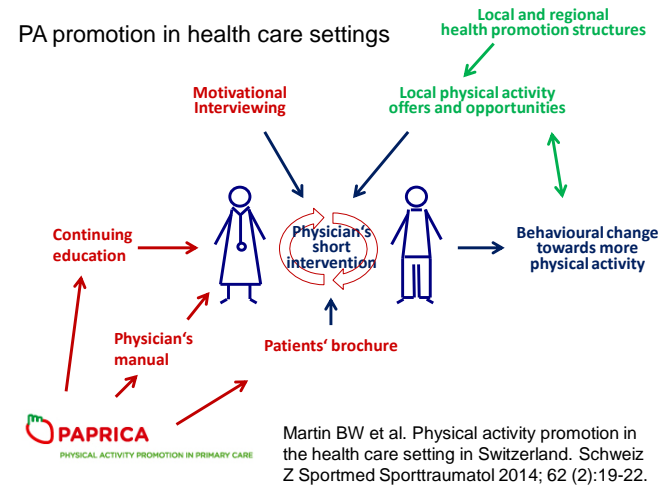 PA promotion in health care settings
Local and regional
health promotion structures
Motivational
Interviewing
Local physical activity
offers and opportunities
Physician's
short
intervention
Continuing
education
Behavioural change
towards more
physical activity
Physician‘s
manual
Patients‘ brochure
PAPRICA
PHYSICAL ACTIVITY PROMOTION IN PRIMARY CARE
Martin BW et al. Physical activity promotion in
the health care setting in Switzerland. Schweiz
Z Sportmed Sporttraumatol 2014; 62 (2):19-22.